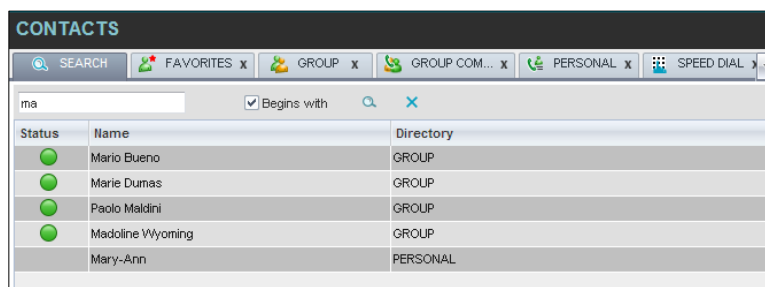 CONTACTS
SEARCH FAVORITES x GROUP x GROUP COM... x PERSONAL x SPEED DIAL x
ma Begins with
Status Name Directory
Mario Bueno GROUP
Marie Dumas GROUP
Paolo Maldini GROUP
Madoline Wyoming GROUP
Mary-Ann PERSONAL